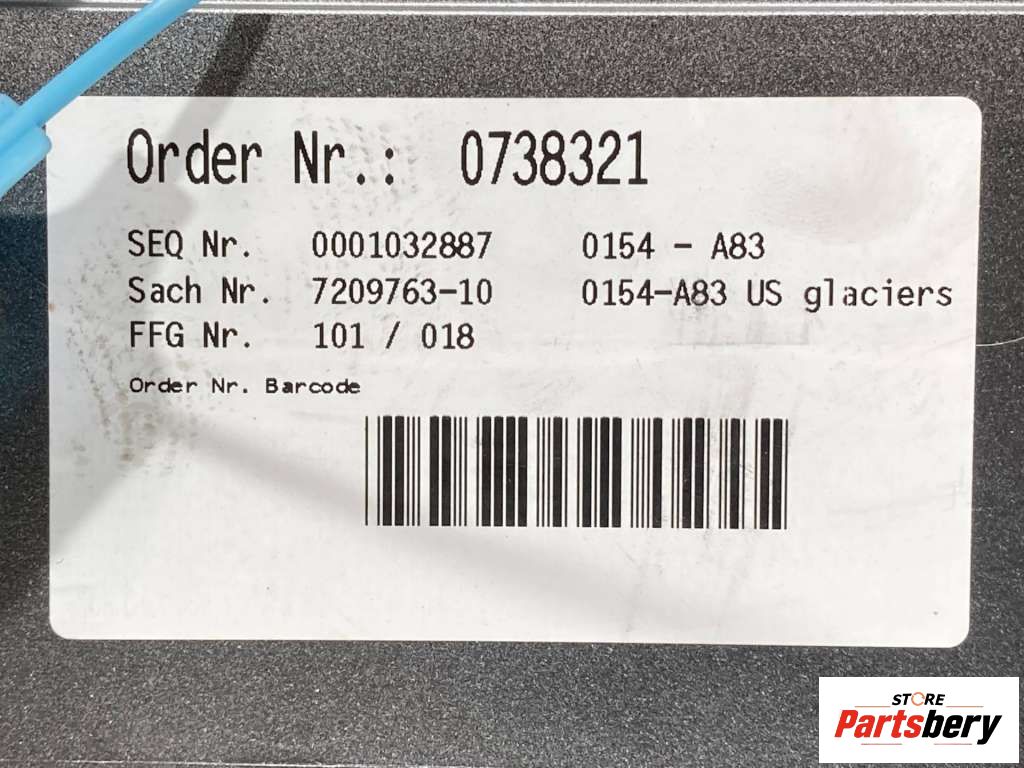 Order Nr.: 0738321
SEQ Nr. 0001032887 0154 - A83
Sach Nr. 7209763-10 0154-A83 US glaciers
FFG Nr. 101 / 018
Order Nr. Barcode
STORE
Partsbery